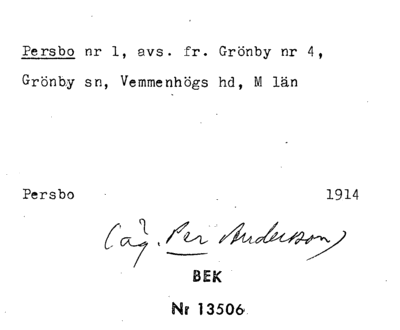 Persbo nr 1, avs. fr. Grönby nr 4,
Grönby sn, Vemmenhögs hd, M län
Persbo 1914
(äg. Per Andersson)
BEK
Nr 13506